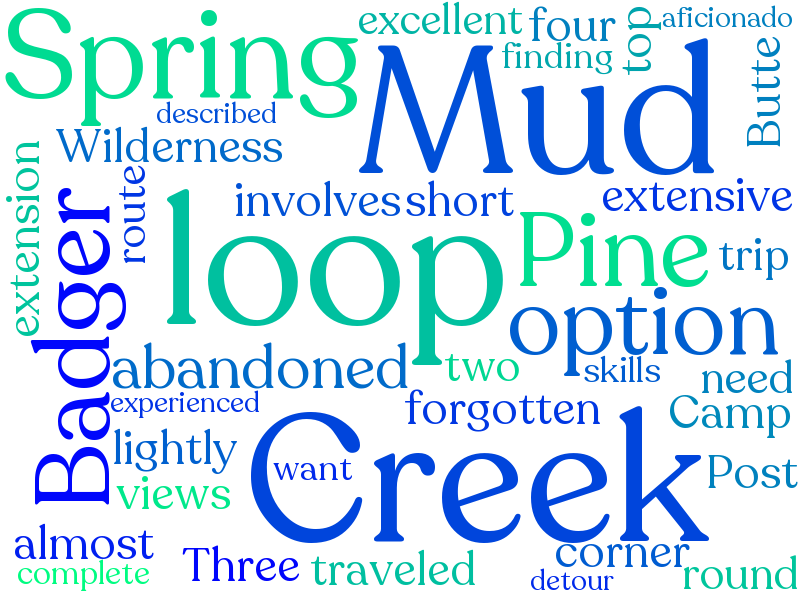 Spring
excellent
four
top
aficionado
finding
Mud
Butte
described
Wilderness
extension
route
Badger
involves
short
extensive
loop
Pine
trip
option
abandoned
two
skills
need
experienced
forgotten
Camp
lightly
Creek
want
Post
views
almost
Three
traveled
corner
complete
detour
round